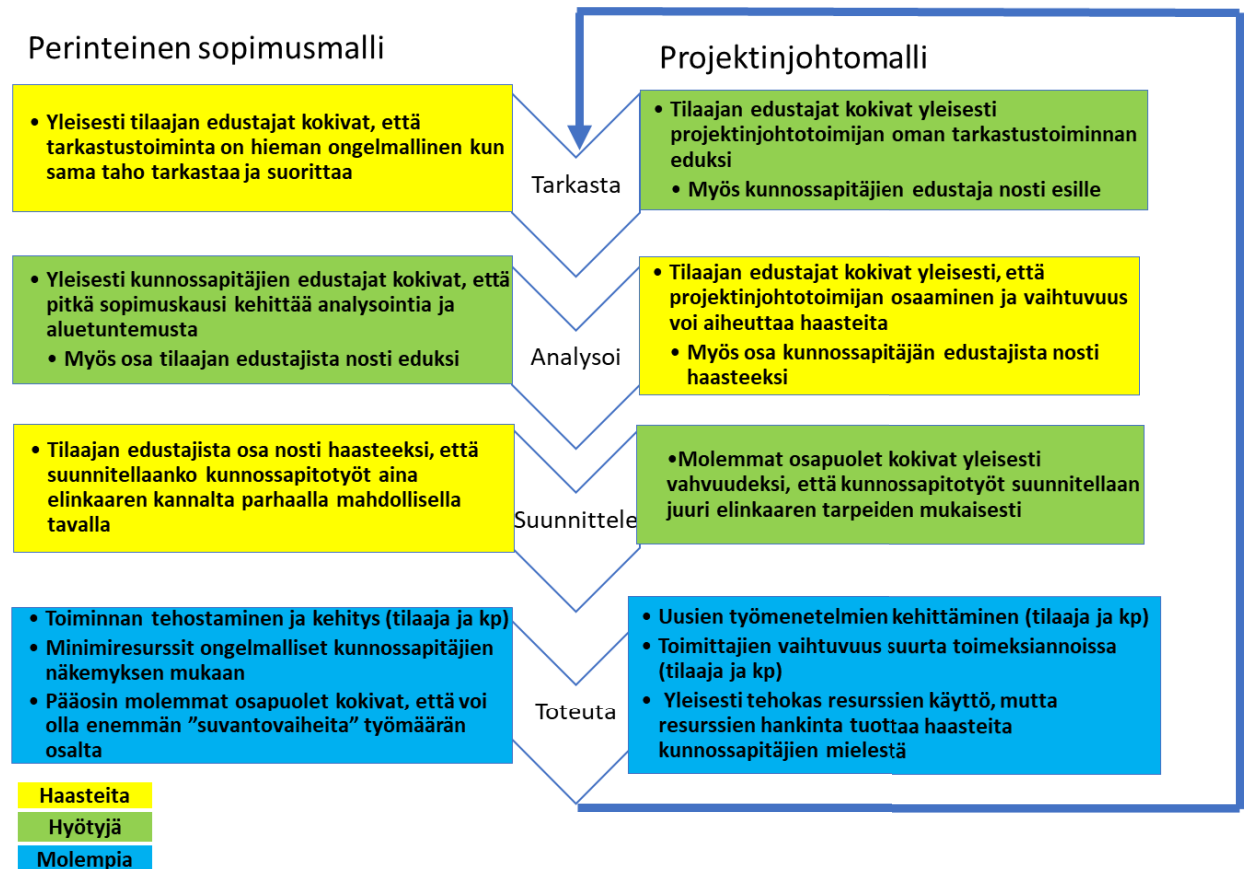 Perinteinen sopimusmalli
Projektinjohtomalli
• Yleisesti tilaajan edustajat kokivat, että
tarkastustoiminta on hieman ongelmallinen kun
sama taho tarkastaa ja suorittaa
Tarkasta
• Tilaajan edustajat kokivat yleisesti
projektinjohtotoimijan oman tarkastustoiminnan
eduksi
• Myös kunnossapitäjien edustaja nosti esille
• Yleisesti kunnossapitäjien edustajat kokivat, että
pitkä sopimuskausi kehittää analysointia ja
aluetuntemusta
• Myös osa tilaajan edustajista nosti eduksi
Analysoi
• Tilaajan edustajat kokivat yleisesti, että
projektinjohtotoimijan osaaminen ja vaihtuvuus
voi aiheuttaa haasteita
• Myös osa kunnossapitäjän edustajista nosti
haasteeksi
• Tilaajan edustajista osa nosti haasteeksi, että
suunnitellaanko kunnossapitotyöt aina
elinkaaren kannalta parhaalla mahdollisella
tavalla
Suunnittele
•Molemmat osapuolet kokivat yleisesti
vahvuudeksi, että kunnossapitotyöt suunnitellaan
juuri elinkaaren tarpeiden mukaisesti
• Toiminnan tehostaminen ja kehitys (tilaaja ja kp)
• Minimiresurssit ongelmalliset kunnossapitäjien
näkemyksen mukaan
• Pääosin molemmat osapuolet kokivat, että voi
olla enemmän ”suvantovaiheita” työmäärän
osalta
Toteuta
• Uusien työmenetelmien kehittäminen (tilaaja ja kp)
• Toimittajien vaihtuvuus suurta toimeksiannoissa
(tilaaja ja kp)
• Yleisesti tehokas resurssien käyttö, mutta
resurssien hankinta tuottaa haasteita
kunnossapitäjien mielestä
Haasteita
Hyötyjä
Molempia